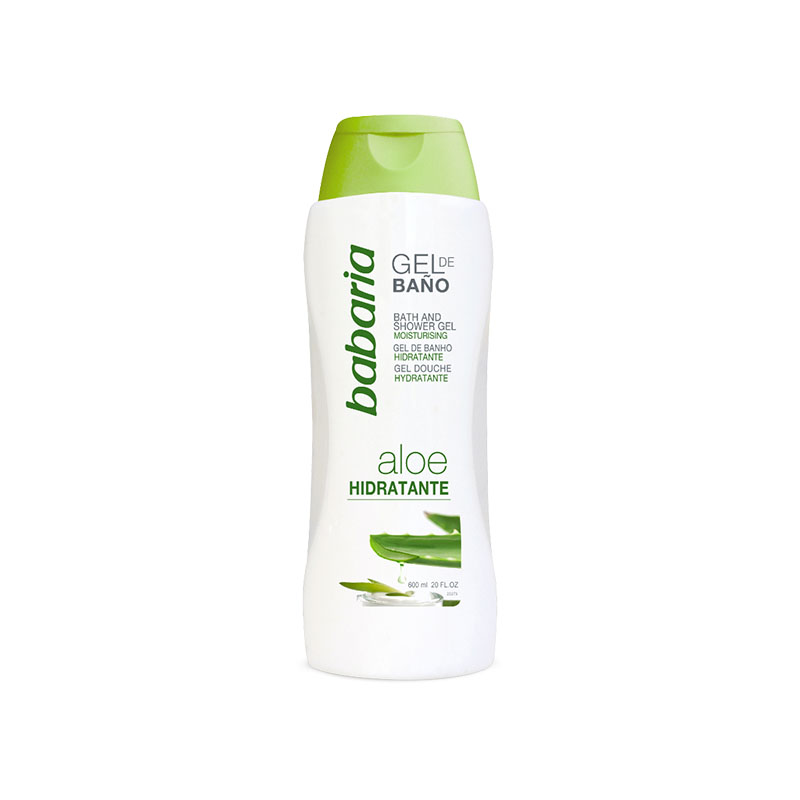 babaria
GEL DE
BAÑO
BATH AND
SHOWER GEL
MOISTURISING
GEL DE BANHO
HIDRATANTE
GEL DOUCHE
HYDRATANTE
aloe
HIDRATANTE
600 ml 20 FL.OZ